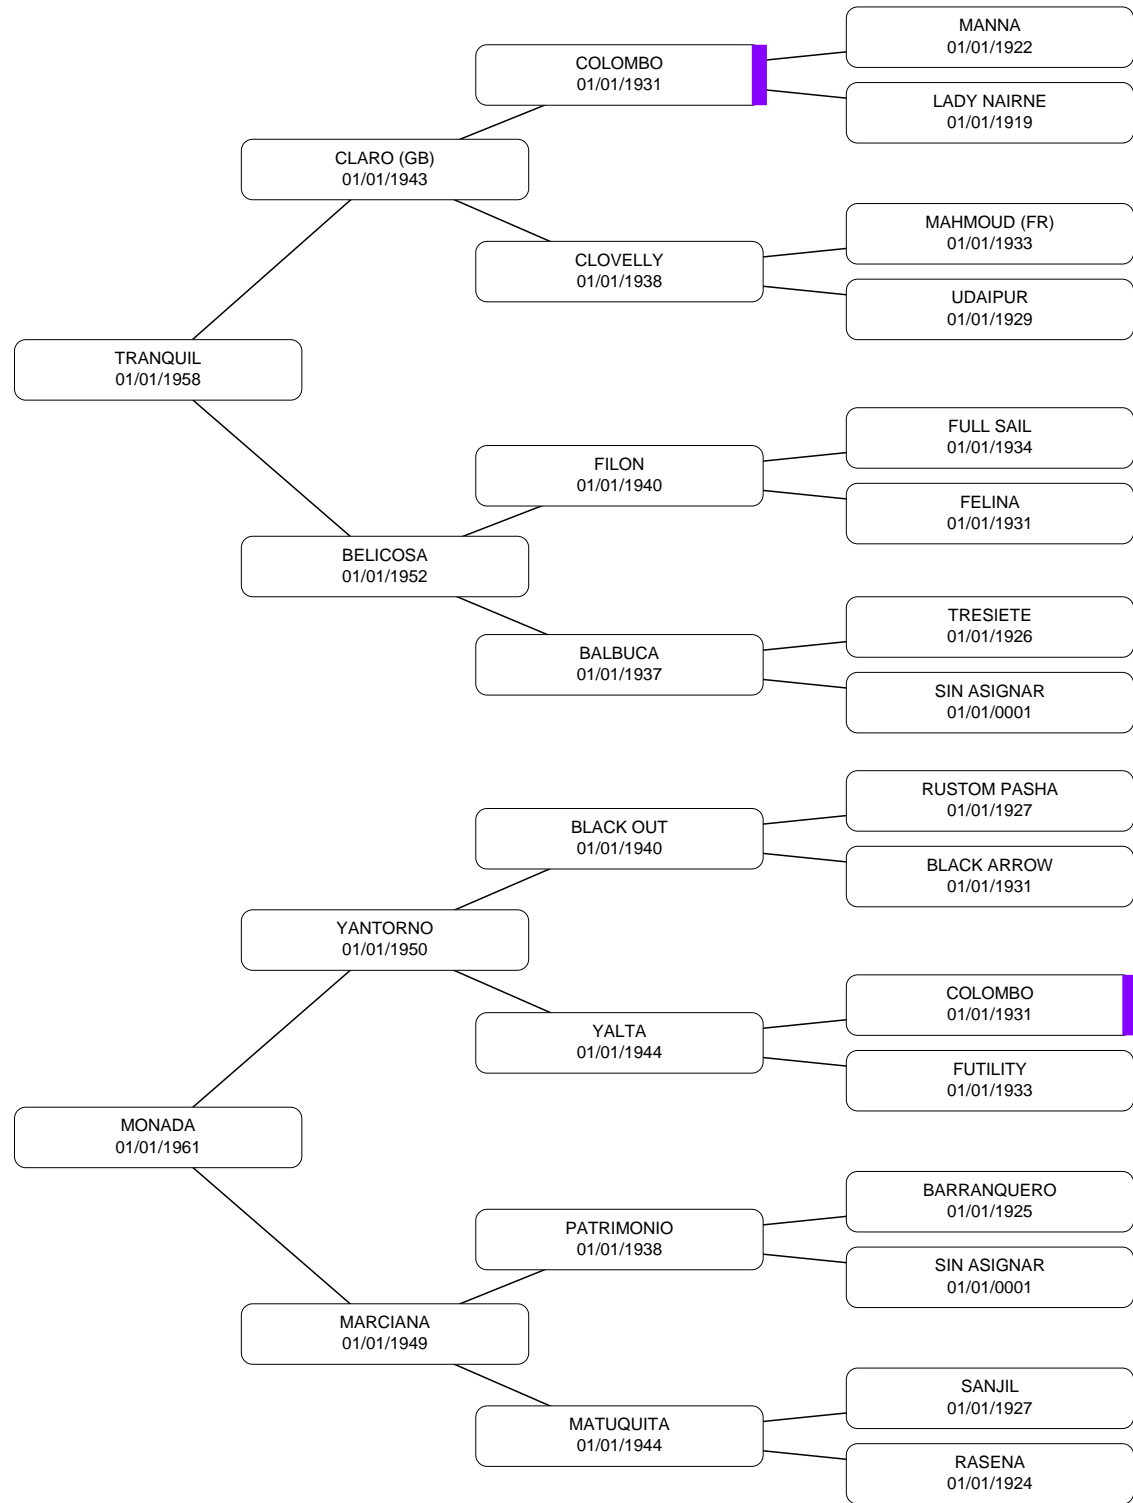 MANNA
01/01/1922
COLOMBO
01/01/1931
LADY NAIRNE
01/01/1919
CLARO (GB)
01/01/1943
MAHMOUD (FR)
01/01/1933
CLOVELLY
01/01/1938
UDAIPUR
01/01/1929
TRANQUIL
01/01/1958
FULL SAIL
01/01/1934
FILON
01/01/1940
FELINA
01/01/1931
BELICOSA
01/01/1952
TRESIETE
01/01/1926
BALBUCA
01/01/1937
SIN ASIGNAR
01/01/0001
RUSTOM PASHA
01/01/1927
BLACK OUT
01/01/1940
BLACK ARROW
01/01/1931
YANTORNO
01/01/1950
COLOMBO
01/01/1931
YALTA
01/01/1944
FUTILITY
01/01/1933
MONADA
01/01/1961
BARRANQUERO
01/01/1925
PATRIMONIO
01/01/1938
SIN ASIGNAR
01/01/0001
MARCIANA
01/01/1949
SANJIL
01/01/1927
MATUQUITA
01/01/1944
RASENA
01/01/1924